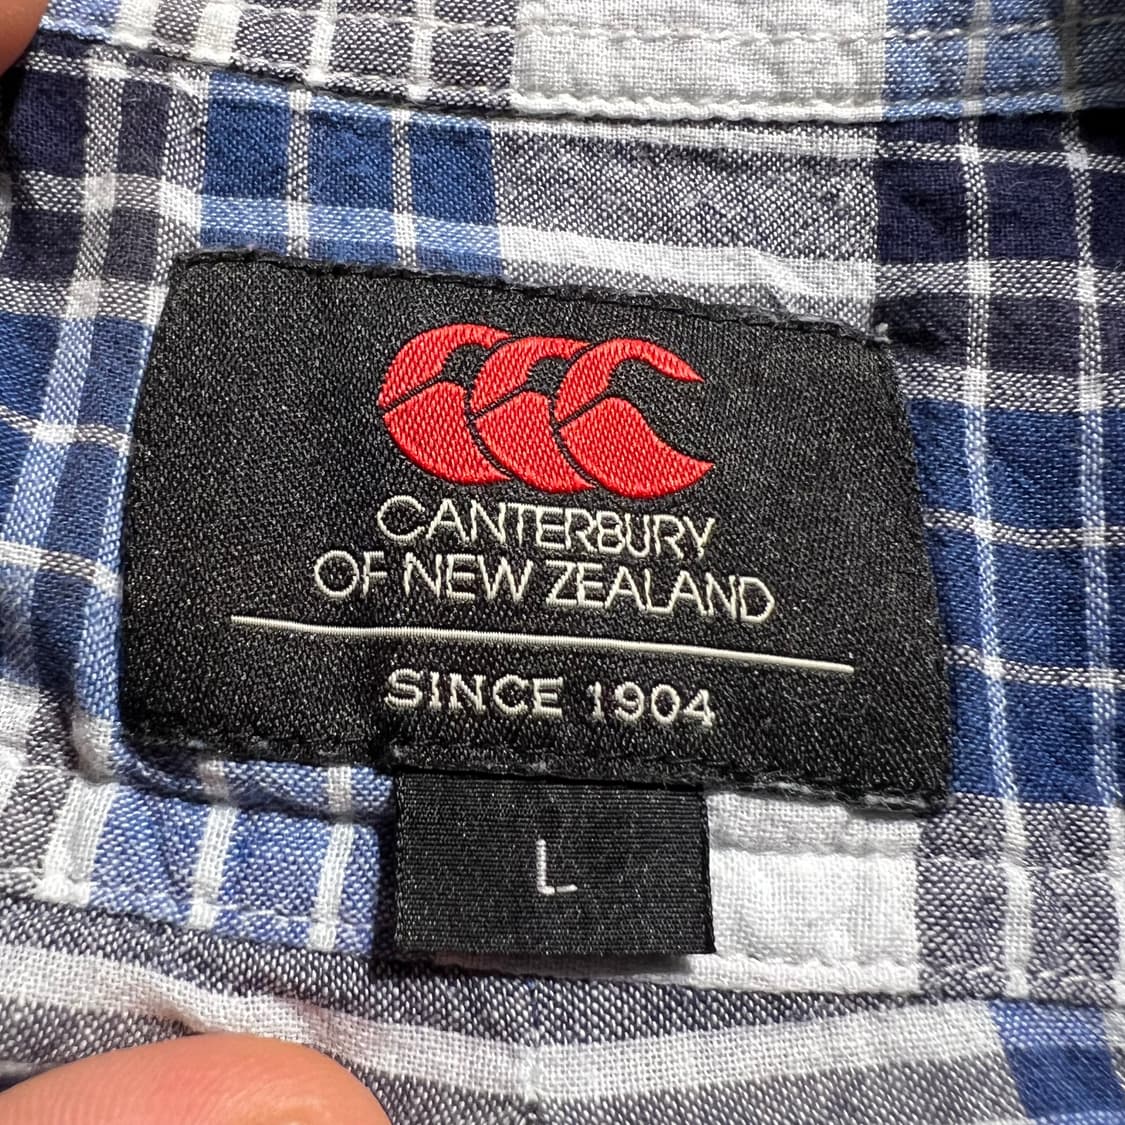 CANTERBURY
OF NEW ZEALAND
SINCE 1904
L